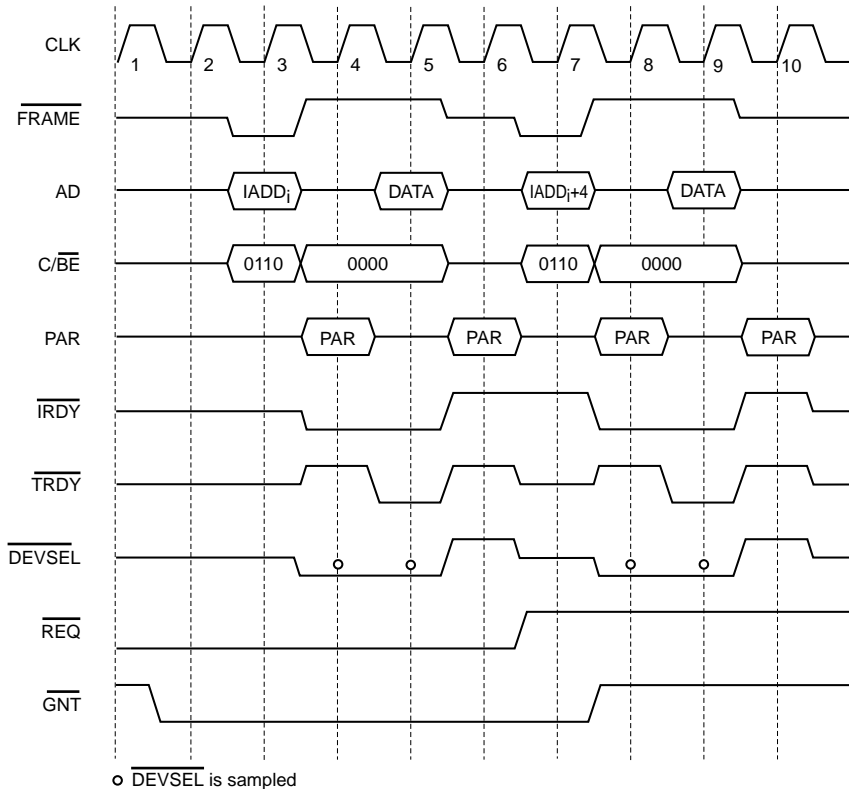 CLK
1 2 3 4 5 6 7 8 9 10
FRAME
AD
IADDi DATA IADDi+4 DATA
C/BE
0110 0000 0110 0000
PAR
PAR PAR PAR PAR
IRDY
TRDY
DEVSEL
REQ
GNT
DEVSEL is sampled